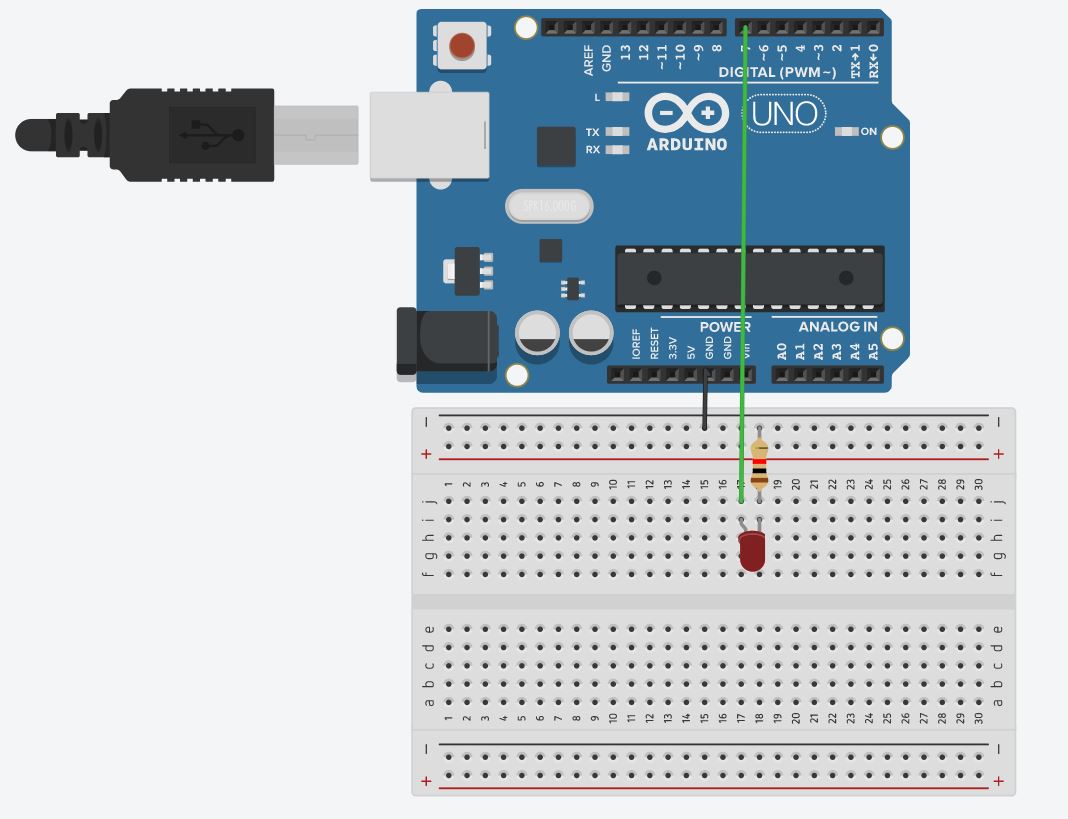 AREF
GND
13
12
~11
~10
~9
8
~6
~5
4
~3
2
TX→1
RX←0
DIGITAL (PWM~)
L
TX
RX
UNO
ARDUINO
ON
SPK16.000G
POWER
ANALOG IN
IOREF
RESET
3.3V
5V
GND
GND
Vin
A0
A1
A2
A3
A4
A5
− −
+ +
1 2 3 4 5 6 7 8 9 10 11 12 13 14 15 16 17 19 20 21 22 23 24 25 26 27 28 29 30
j j
i i
h h
g g
f f
e e
d d
c c
b b
a a
1 2 3 4 5 6 7 8 9 10 11 12 13 14 15 16 17 18 19 20 21 22 23 24 25 26 27 28 29 30
− −
+ +